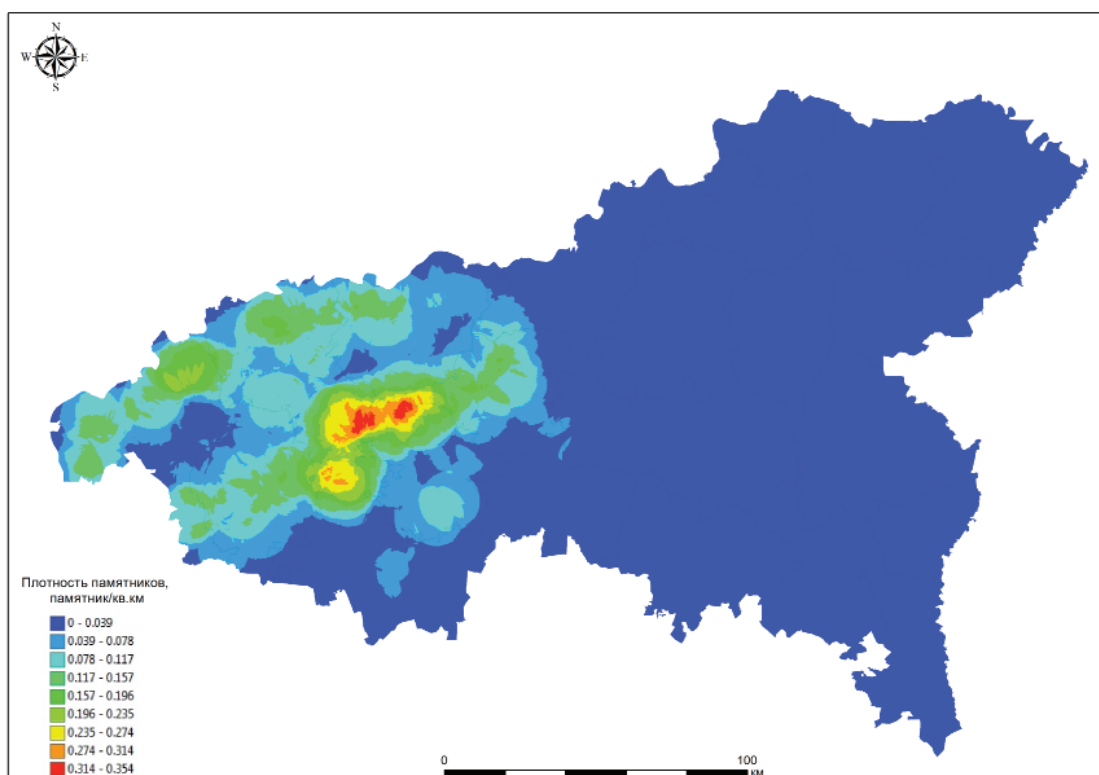 N
W E
S
Плотность памятников,
памятник/кв.км
0 - 0.039
0.039 - 0.078
0.078 - 0.117
0.117 - 0.157
0.157 - 0.196
0.196 - 0.235
0.235 - 0.274
0.274 - 0.314
0.314 - 0.354
0 100
км